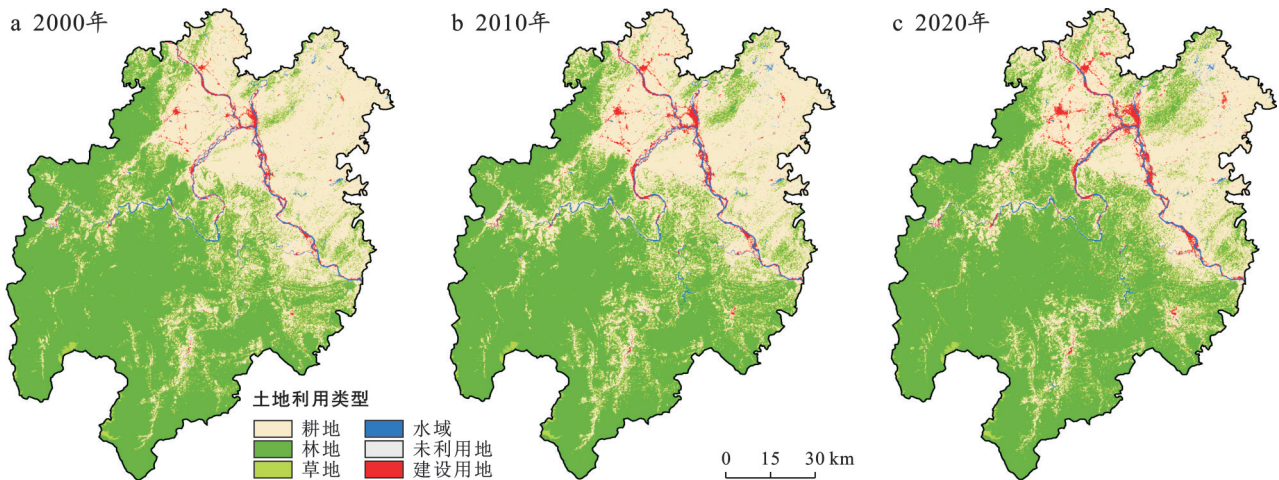 a 2000年
b 2010年
c 2020年
土地利用类型
耕地
水域
林地
未利用地
草地
建设用地
0 15 30 km